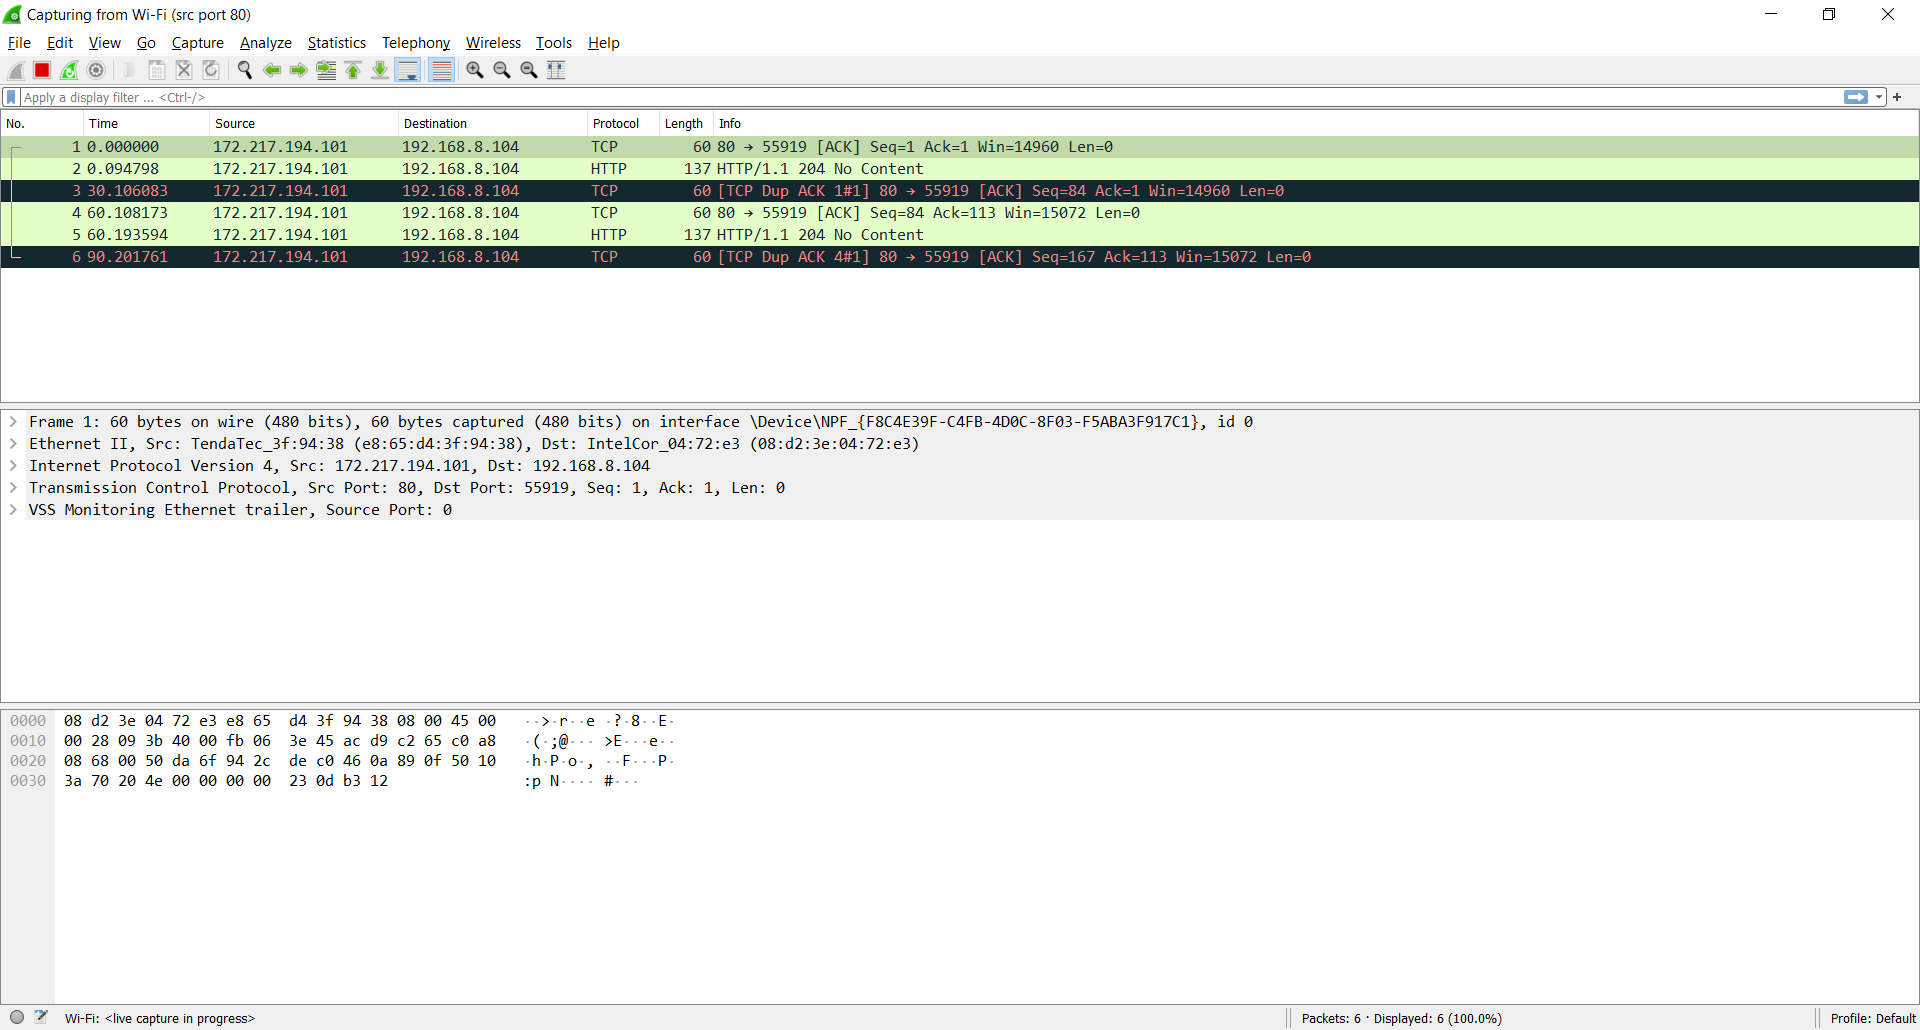 Capturing from Wi-Fi (src port 80)
File Edit View Go Capture Analyze Statistics Telephony Wireless Tools Help
Apply a display filter ... <Ctrl-/>
No. Time Source Destination Protocol Length Info
1 0.000000 172.217.194.101 192.168.8.104 TCP 60 80 → 55919 [ACK] Seq=1 Ack=1 Win=14960 Len=0
2 0.094798 172.217.194.101 192.168.8.104 HTTP 137 HTTP/1.1 204 No Content
3 30.106083 172.217.194.101 192.168.8.104 TCP 60 [TCP Dup ACK 1#1] 80 → 55919 [ACK] Seq=84 Ack=1 Win=14960 Len=0
4 60.108173 172.217.194.101 192.168.8.104 TCP 60 80 → 55919 [ACK] Seq=84 Ack=113 Win=15072 Len=0
5 60.193594 172.217.194.101 192.168.8.104 HTTP 137 HTTP/1.1 204 No Content
6 90.201761 172.217.194.101 192.168.8.104 TCP 60 [TCP Dup ACK 4#1] 80 → 55919 [ACK] Seq=167 Ack=113 Win=15072 Len=0
Frame 1: 60 bytes on wire (480 bits), 60 bytes captured (480 bits) on interface \Device\NPF_{F8C4E39F-C4FB-4D0C-8F03-F5ABA3F917C1}, id 0
Ethernet II, Src: TendaTec_3f:94:38 (e8:65:d4:3f:94:38), Dst: IntelCor_04:72:e3 (08:d2:3e:04:72:e3)
Internet Protocol Version 4, Src: 172.217.194.101, Dst: 192.168.8.104
Transmission Control Protocol, Src Port: 80, Dst Port: 55919, Seq: 1, Ack: 1, Len: 0
VSS Monitoring Ethernet trailer, Source Port: 0
0000 08 d2 3e 04 72 e3 e8 65 d4 3f 94 38 08 00 45 00 ··>·r··e ·?·8··E·
0010 00 28 09 3b 40 00 fb 06 3e 45 ac d9 c2 65 c0 a8 ·(·;@··· >E···e··
0020 08 68 00 50 da 6f 94 2c de c0 46 0a 89 0f 50 10 ·h·P·o·, ··F···P·
0030 3a 70 20 4e 00 00 00 00 23 0d b3 12 :p N···· #···
Wi-Fi: <live capture in progress> Packets: 6 · Displayed: 6 (100.0%) Profile: Default